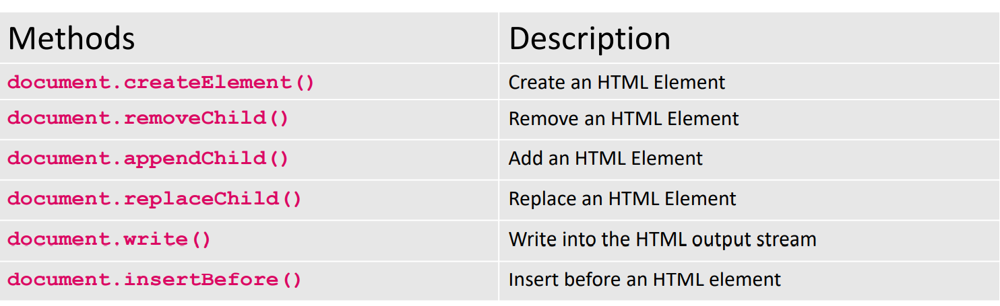 Methods Description
document.createElement() Create an HTML Element
document.removeChild() Remove an HTML Element
document.appendChild() Add an HTML Element
document.replaceChild() Replace an HTML Element
document.write() Write into the HTML output stream
document.insertBefore() Insert before an HTML element